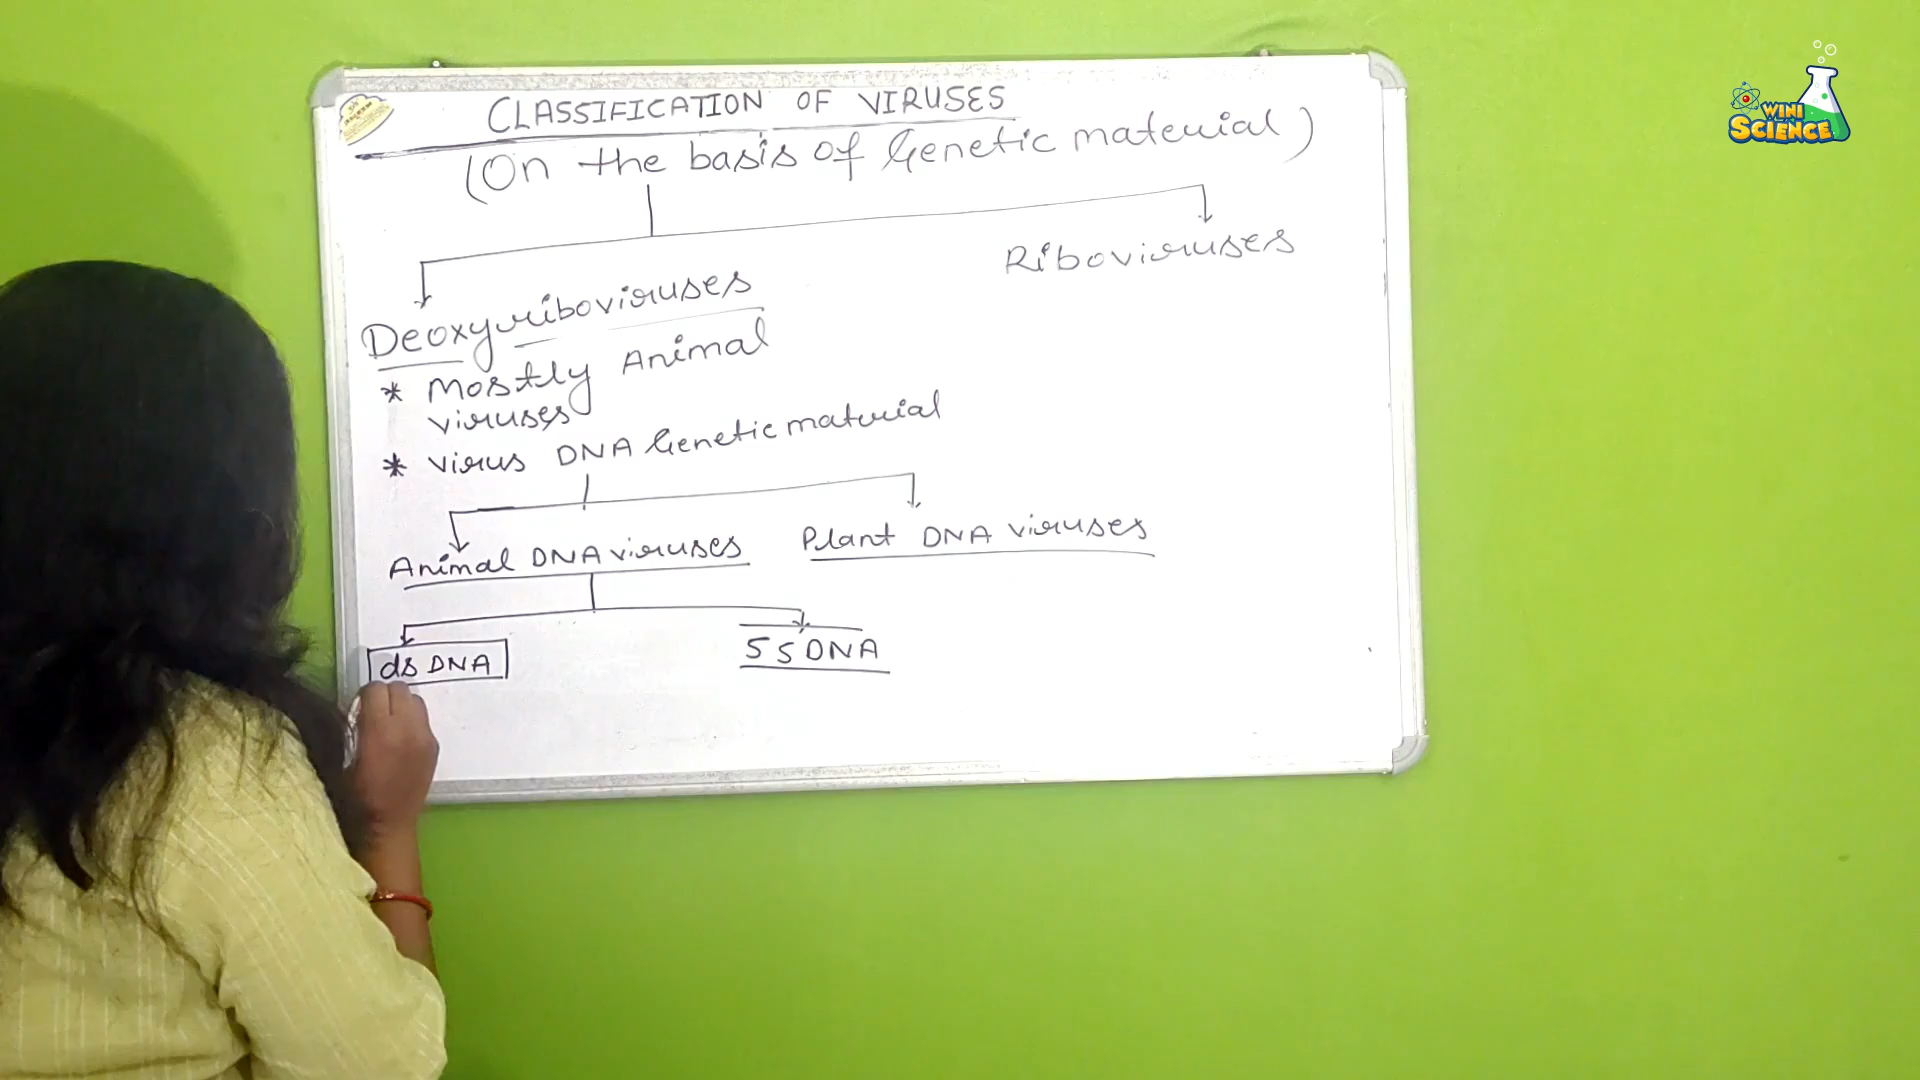 CLASSIFICATION OF VIRUSES
(On the basis of Genetic material)
Deoxyriboviruses
Riboviruses
* Mostly Animal
viruses
* Virus DNA Genetic material
Animal DNA viruses
Plant DNA viruses
ds DNA
SS DNA
WINI
SCIENCE